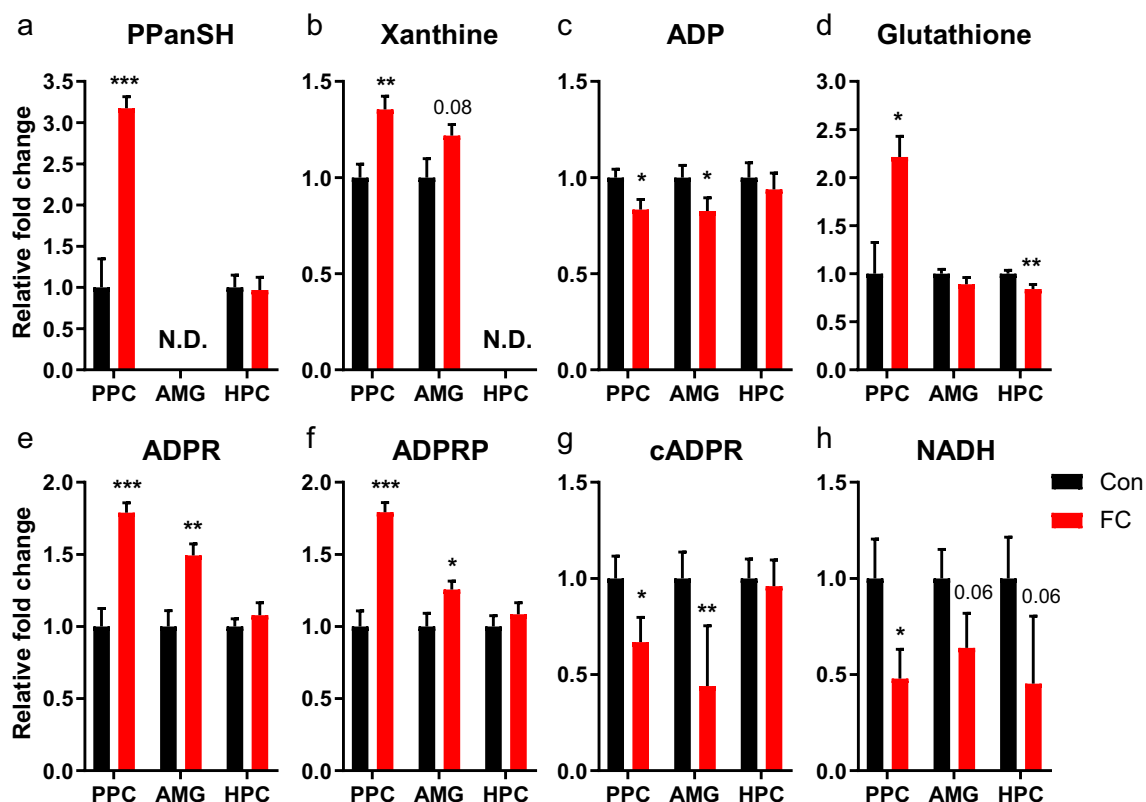 a PPanSH
b Xanthine
c ADP
d Glutathione
Relative fold change
3.5
3.0
2.5
2.0
1.5
1.0
0.5
0.0
***
N.D.
PPC AMG HPC
1.5
1.0
0.5
0.0
**
0.08
N.D.
PPC AMG HPC
1.5
1.0
0.5
0.0
*
*
PPC AMG HPC
3.0
2.5
2.0
1.5
1.0
0.5
0.0
*
**
PPC AMG HPC
e ADPR
f ADPRP
g cADPR
h NADH
Relative fold change
2.0
1.5
1.0
0.5
0.0
***
**
PPC AMG HPC
2.0
1.5
1.0
0.5
0.0
***
*
PPC AMG HPC
1.5
1.0
0.5
0.0
*
**
PPC AMG HPC
1.5
1.0
0.5
0.0
*
0.06
0.06
PPC AMG HPC
Con
FC